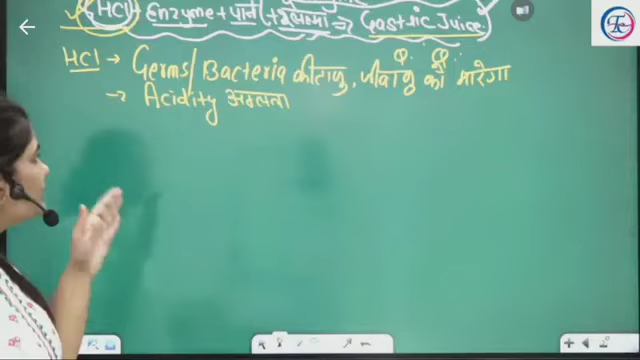 HCl + Enzyme + पानी + श्लेष्मा ⇒ Gastric Juice.
HCl → Germs/Bacteria कीटाणु, जीवाणु को मारेगा
→ Acidity अम्लता